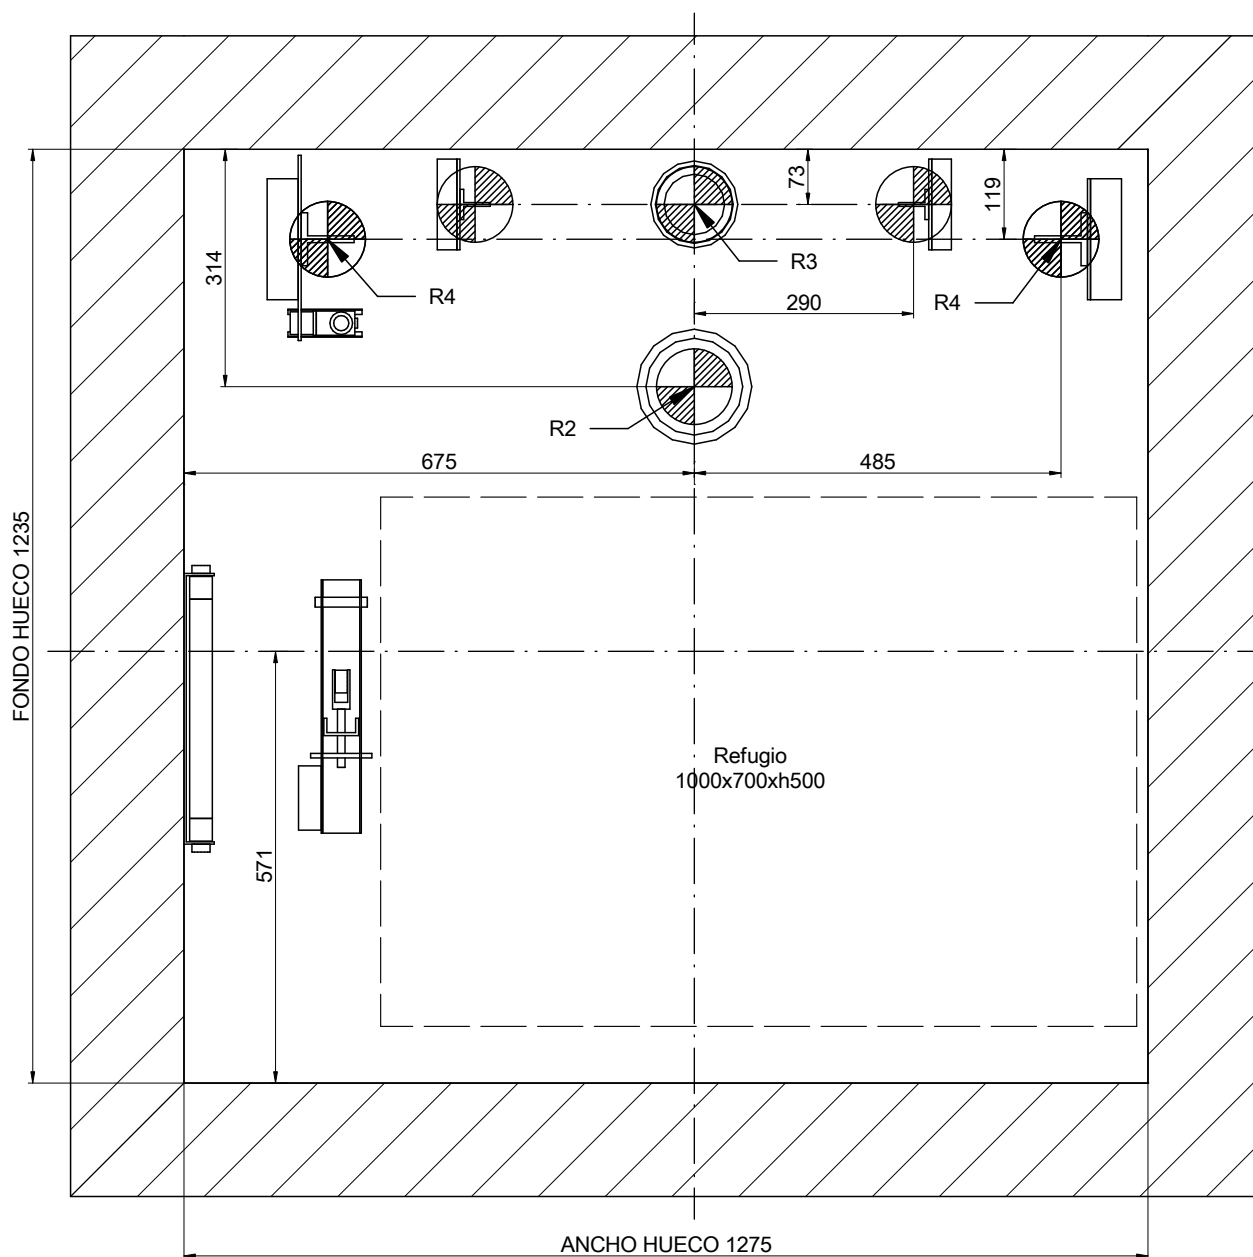 73
119
314
R3
R4
290
R4
R2
675
485
FONDO HUECO 1235
Refugio
1000x700xh500
571
ANCHO HUECO 1275